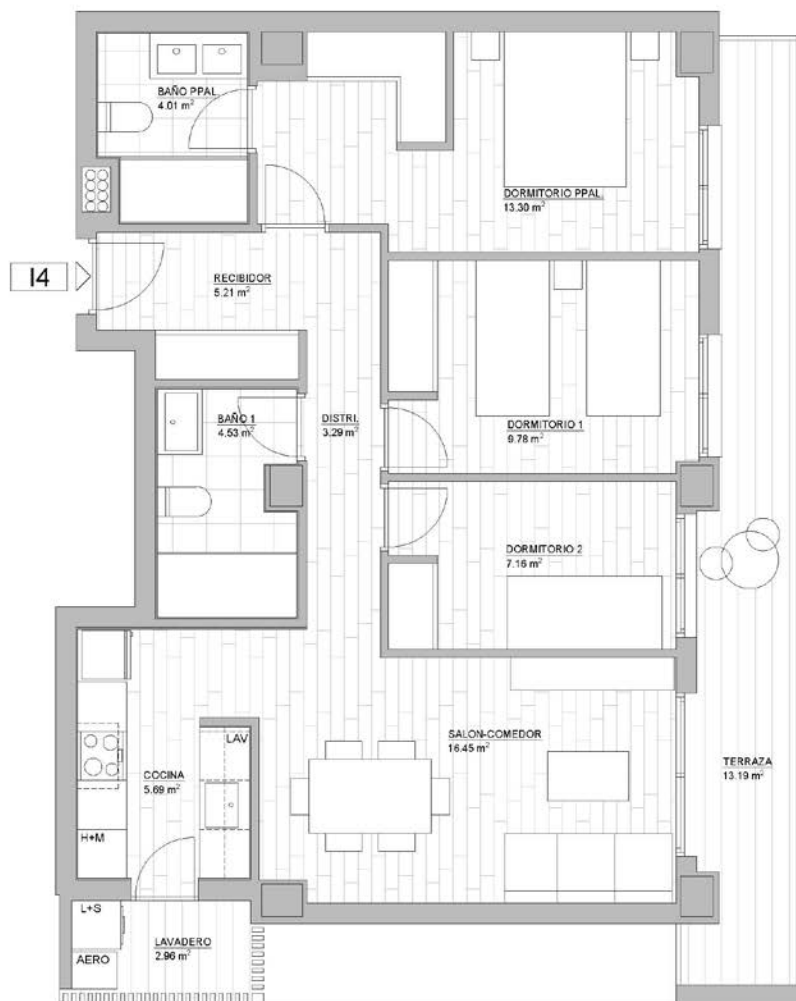 BAÑO PPAL.
4.01 m²
DORMITORIO PPAL.
13.30 m²
14
RECIBIDOR
5.21 m²
BAÑO 1
4.53 m²
DISTRI.
3.29 m²
DORMITORIO 1
9.78 m²
DORMITORIO 2
7.16 m²
SALON-COMEDOR
16.45 m²
LAV
COCINA
5.69 m²
TERRAZA
13.19 m²
H+M
L+S
LAVADERO
2.96 m²
AERO